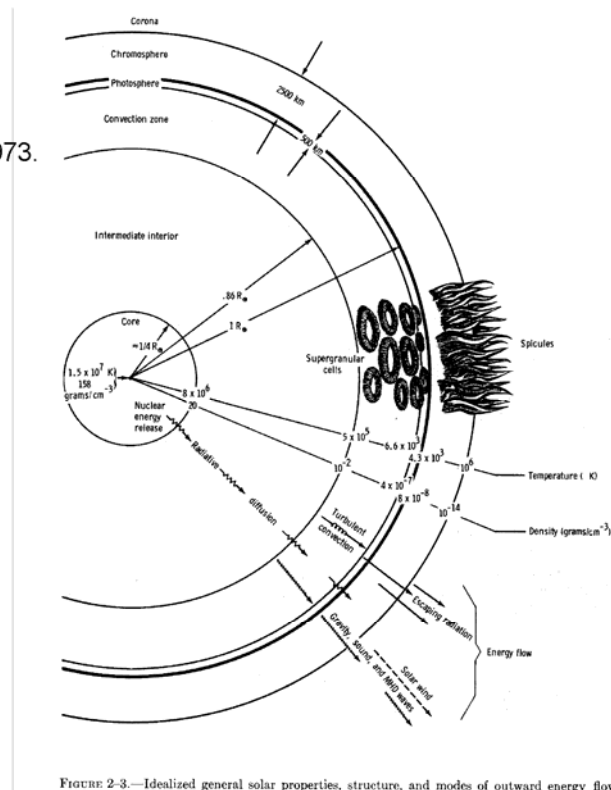 Corona
Chromosphere
2500 km
Photosphere
500 km
Convection zone
973.
Intermediate interior
.86 R⊙
1 R⊙
Core
≈1/4 R⊙
Supergranular
cells
Spicules
1.5 x 10⁷ K
158
grams/cm⁻³
8 x 10⁶
20
Nuclear
energy
release
Radiative
diffusion
5 x 10⁵
6.6 x 10³
4.3 x 10³
10⁶
Temperature ( K)
10⁻²
4 x 10⁻⁷
8 x 10⁻⁸
10⁻¹⁴
Density (grams/cm⁻³)
Turbulent
convection
Escaping radiation
Energy flow
Gravity, sound, and MHD waves
Solar wind
FIGURE 2–3.—Idealized general solar properties, structure, and modes of outward energy flow